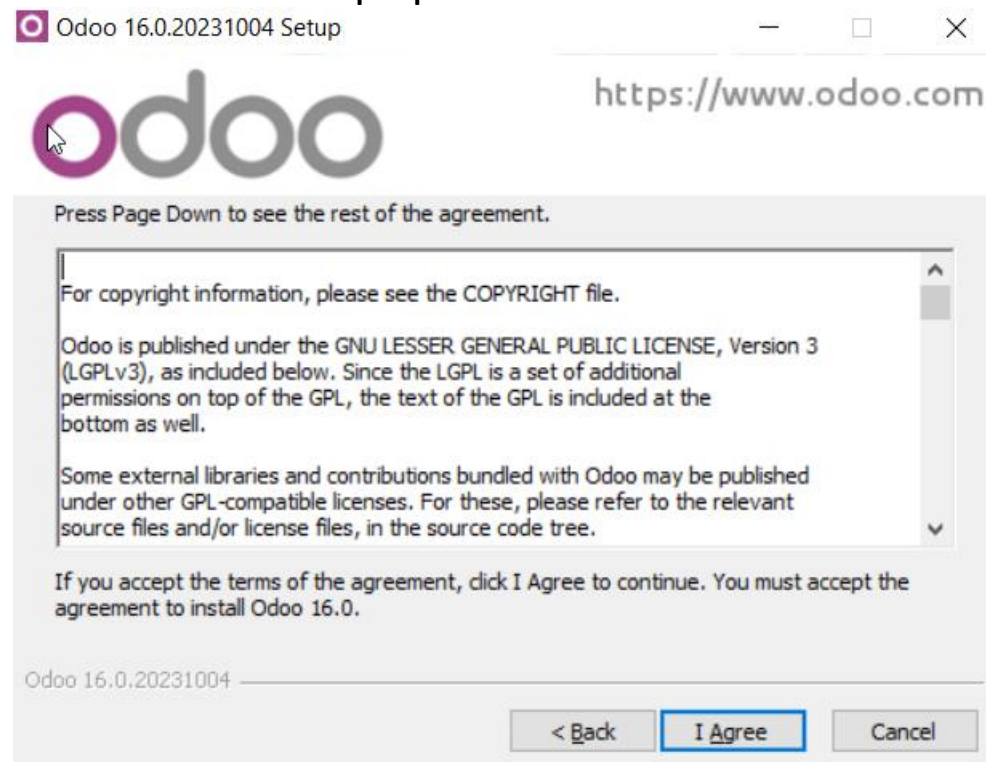 Odoo 16.0.20231004 Setup
odoo
https://www.odoo.com
Press Page Down to see the rest of the agreement.
For copyright information, please see the COPYRIGHT file.
Odoo is published under the GNU LESSER GENERAL PUBLIC LICENSE, Version 3
(LGPLv3), as included below. Since the LGPL is a set of additional
permissions on top of the GPL, the text of the GPL is included at the
bottom as well.
Some external libraries and contributions bundled with Odoo may be published
under other GPL-compatible licenses. For these, please refer to the relevant
source files and/or license files, in the source code tree.
If you accept the terms of the agreement, click I Agree to continue. You must accept the
agreement to install Odoo 16.0.
Odoo 16.0.20231004
< Back I Agree Cancel